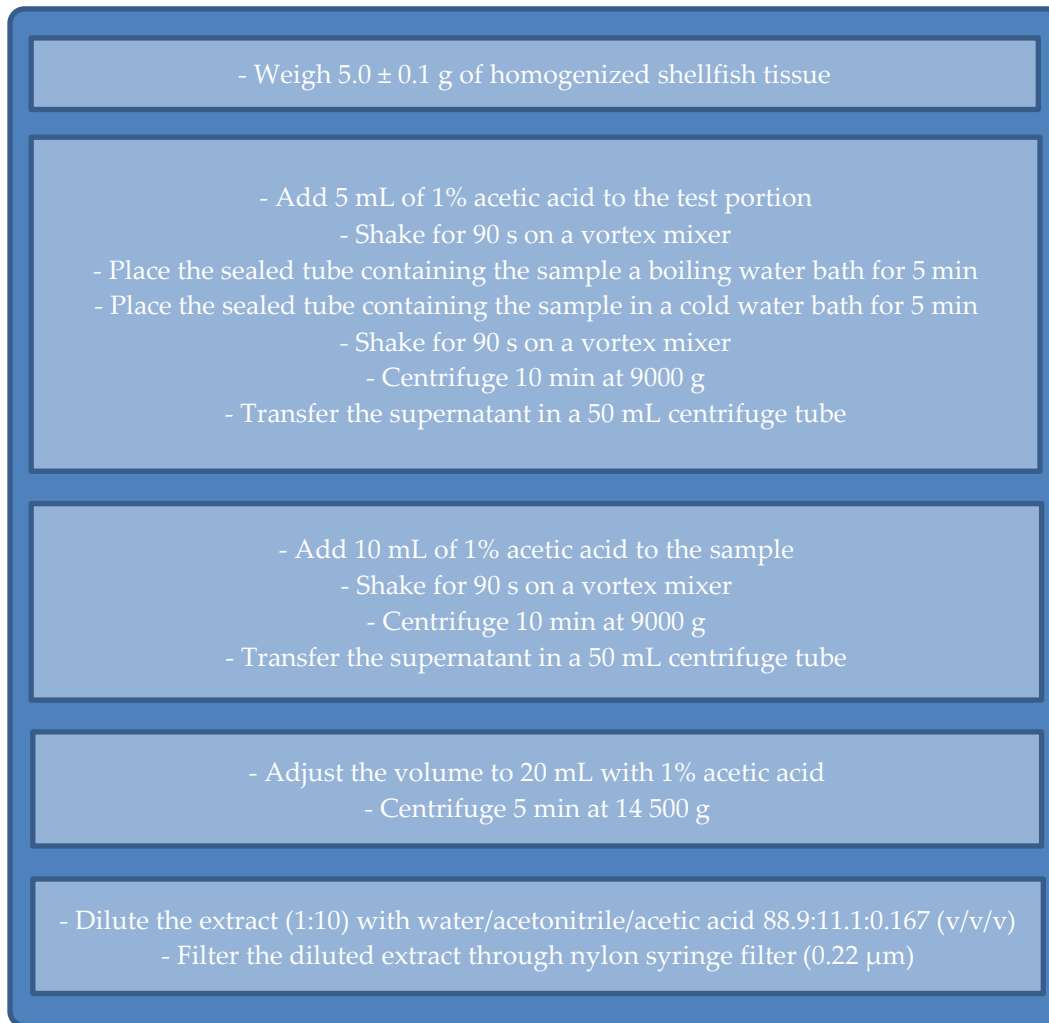 - Weigh 5.0 ± 0.1 g of homogenized shellfish tissue
- Add 5 mL of 1% acetic acid to the test portion
- Shake for 90 s on a vortex mixer
- Place the sealed tube containing the sample a boiling water bath for 5 min
- Place the sealed tube containing the sample in a cold water bath for 5 min
- Shake for 90 s on a vortex mixer
- Centrifuge 10 min at 9000 g
- Transfer the supernatant in a 50 mL centrifuge tube
- Add 10 mL of 1% acetic acid to the sample
- Shake for 90 s on a vortex mixer
- Centrifuge 10 min at 9000 g
- Transfer the supernatant in a 50 mL centrifuge tube
- Adjust the volume to 20 mL with 1% acetic acid
- Centrifuge 5 min at 14 500 g
- Dilute the extract (1:10) with water/acetonitrile/acetic acid 88.9:11.1:0.167 (v/v/v)
- Filter the diluted extract through nylon syringe filter (0.22 µm)